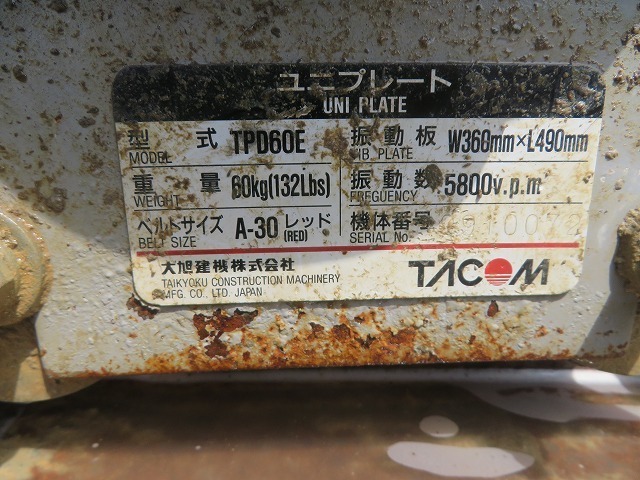 ユニプレート
UNI PLATE
型 式 TPD60E 振動板 W360mm×L490mm
MODEL VIB. PLATE
重 量 60kg(132Lbs) 振動数 5800v.p.m
WEIGHT FREGUENCY
ベルトサイズ A-30 レッド 機体番号
BELT SIZE (RED) SERIAL No.
大旭建機株式会社
TAIKYOKU CONSTRUCTION MACHINERY
MFG. CO., LTD. JAPAN
TACOM